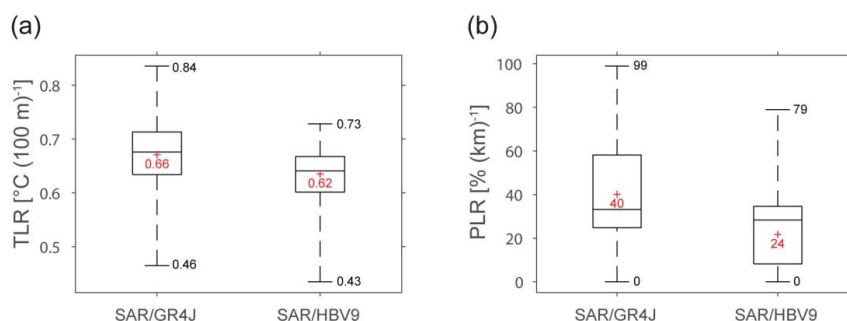 (a)
TLR [°C (100 m)-1]
0.8
0.7
0.6
0.5
0.84
0.66
0.46
0.73
0.62
0.43
SAR/GR4J
SAR/HBV9
(b)
PLR [% (km)-1]
100
80
60
40
20
0
99
40
0
79
24
0
SAR/GR4J
SAR/HBV9